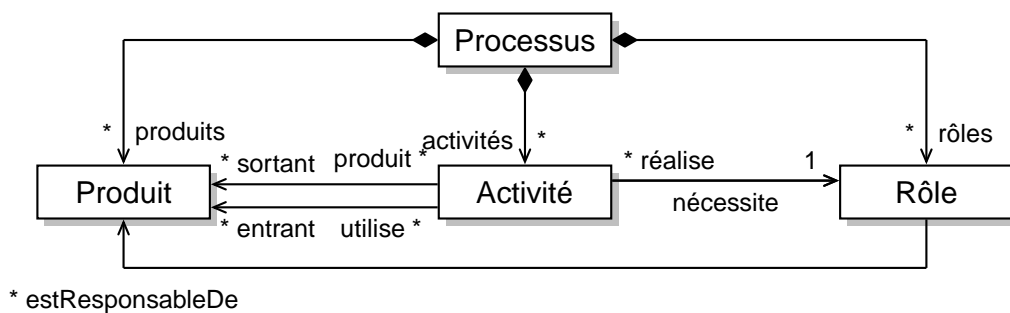 Processus
* produits
activités *
* rôles
* sortant produit *
* réalise 1
Produit
Activité
Rôle
nécessite
* entrant utilise *
* estResponsableDe